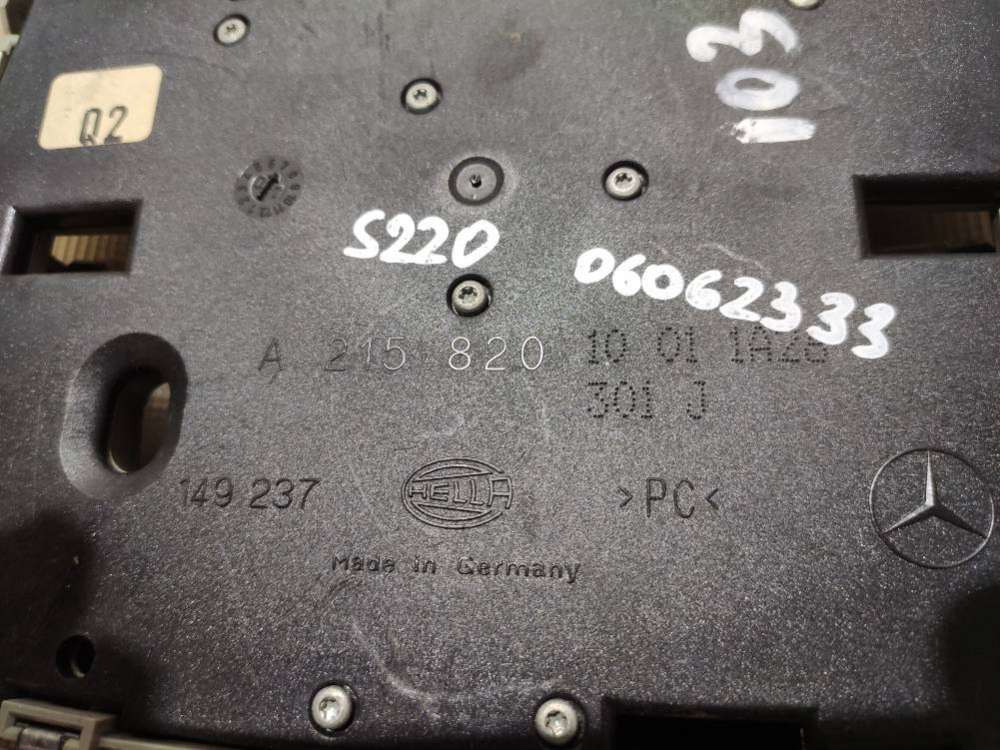 103
Q2
S220
06062333
A 215 820 10 01 1A28
301 J
149 237
HELLA
>PC<
Made in Germany